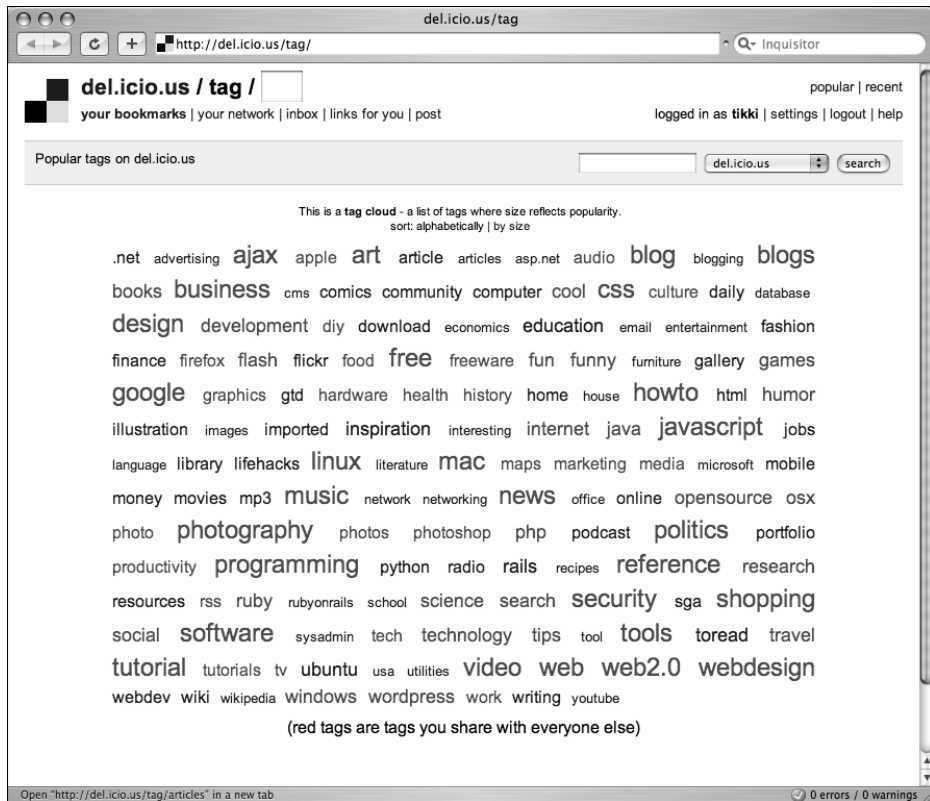 del.icio.us/tag
http://del.icio.us/tag/
Inquisitor
del.icio.us / tag /
popular | recent
your bookmarks | your network | inbox | links for you | post
logged in as tikki | settings | logout | help
Popular tags on del.icio.us
del.icio.us
search
This is a tag cloud - a list of tags where size reflects popularity.
sort: alphabetically | by size
.net advertising ajax apple art article articles asp.net audio blog blogging blogs
books business cms comics community computer cool css culture daily database
design development diy download economics education email entertainment fashion
finance firefox flash flickr food free freeware fun funny furniture gallery games
google graphics gtd hardware health history home house howto html humor
illustration images imported inspiration interesting internet java javascript jobs
language library lifehacks linux literature mac maps marketing media microsoft mobile
money movies mp3 music network networking news office online opensource osx
photo photography photos photoshop php podcast politics portfolio
productivity programming python radio rails recipes reference research
resources rss ruby rubyonrails school science search security sga shopping
social software sysadmin tech technology tips tool tools toread travel
tutorial tutorials tv ubuntu usa utilities video web web2.0 webdesign
webdev wiki wikipedia windows wordpress work writing youtube
(red tags are tags you share with everyone else)
Open "http://del.icio.us/tag/articles" in a new tab
0 errors / 0 warnings